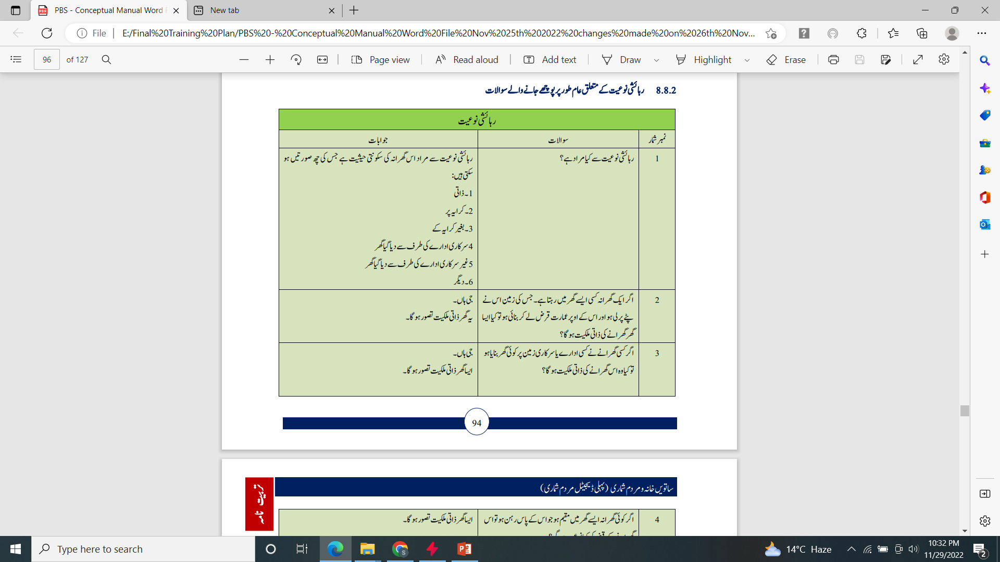 PBS - Conceptual Manual Word
New tab
File
E:/Final%20Training%20Plan/PBS%20-%20Conceptual%20Manual%20Word%20File%20Nov%2025th%202022%20changes%20made%20on%2026th%20Nov...
96 of 127
Page view
Read aloud
Add text
Draw
Highlight
Erase
8.8.2 رہائشی نوعیت کے متعلق عام طور پر پوچھے جانے والے سوالات
رہائشی نوعیت
نمبر شمار سوالات جوابات
1 رہائشی نوعیت سے کیا مراد ہے؟
رہائشی نوعیت سے مراد اس گھرانہ کی سکونتی حیثیت ہے جس کی چھ صورتیں ہو
سکتی ہیں:
1۔ذاتی
2۔کرایہ پر
3۔بغیر کرایہ کے
4 سرکاری ادارے کی طرف سے دیا گیا گھر
5 غیر سرکاری ادارے کی طرف سے دیا گیا گھر
6۔دیگر
2 اگر ایک گھرانہ کسی ایسے گھر میں رہتا ہے۔ جس کی زمین اس نے
پٹے پر لی ہو اور اس کے اوپر عمارت قرض لے کر بنائی ہو تو کیا ایسا
گھر گھرانے کی ذاتی ملکیت ہو گا؟
جی ہاں۔
یہ گھر ذاتی ملکیت تصور ہو گا۔
3 اگر کسی گھرانے نے کسی ادارے یا سرکاری زمین پر کوئی گھر بنایا ہو
تو کیا وہ اس گھرانے کی ذاتی ملکیت ہو گا؟
جی ہاں۔
ایسا گھر ذاتی ملکیت تصور ہو گا۔
94
تربیت نامہ
ساتویں خانہ و مردم شماری (پہلی ڈیجیٹل مردم شماری)
4 اگر کوئی گھرانہ ایسے گھر میں مقیم ہو جو اس کے پاس رہن ہو تو اس
ایسا گھر ذاتی ملکیت تصور ہو گا۔
Type here to search
14°C Haze
10:32 PM
11/29/2022
2